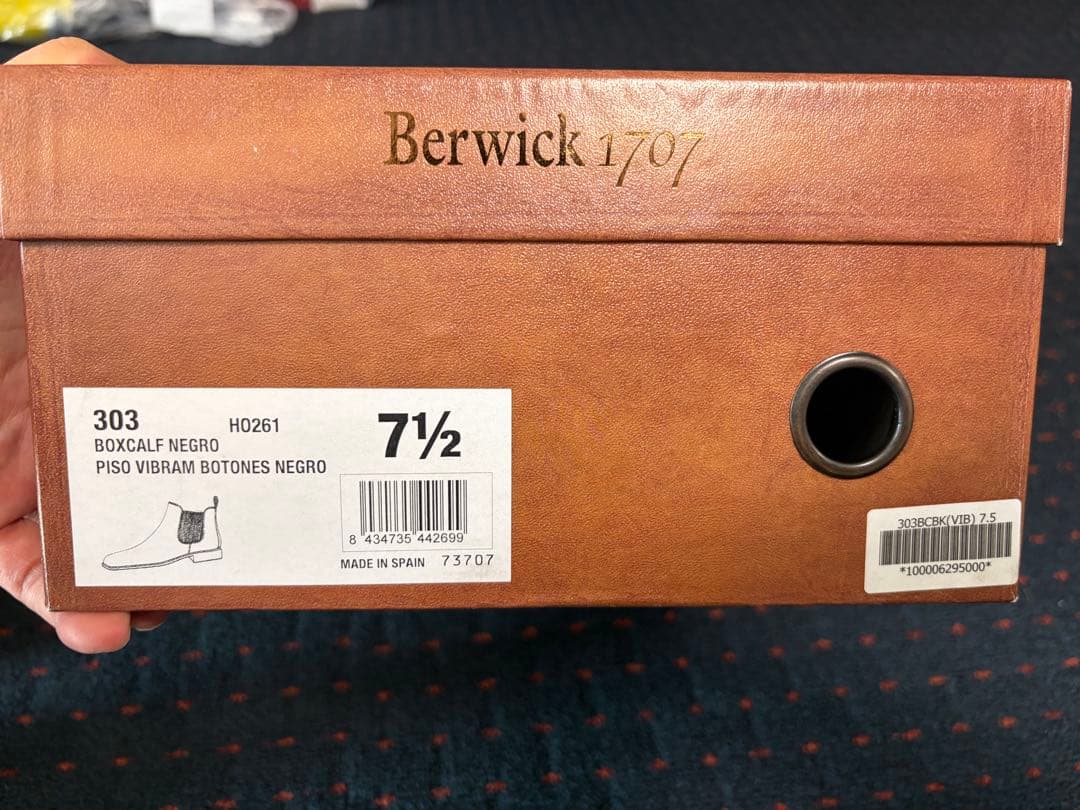 Berwick 1707
303 HO261 7½
BOXCALF NEGRO
PISO VIBRAM BOTONES NEGRO
8 434735 442699
MADE IN SPAIN 73707
303BCBK(VIB) 7.5
*100006295000*